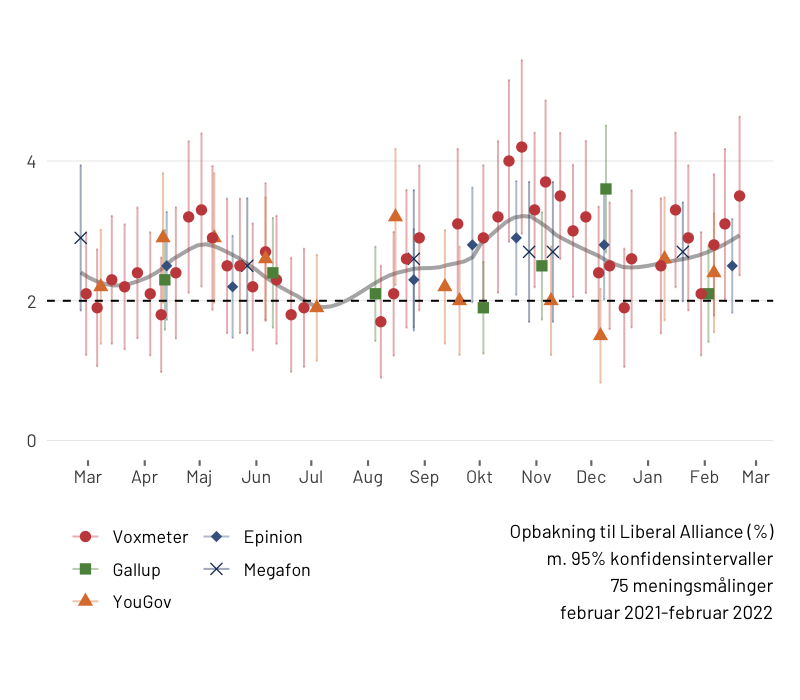 4
2
0
Mar Apr Maj Jun Jul Aug Sep Okt Nov Dec Jan Feb Mar
Voxmeter Epinion
Gallup Megafon
YouGov
Opbakning til Liberal Alliance (%)
m. 95% konfidensintervaller
75 meningsmålinger
februar 2021-februar 2022